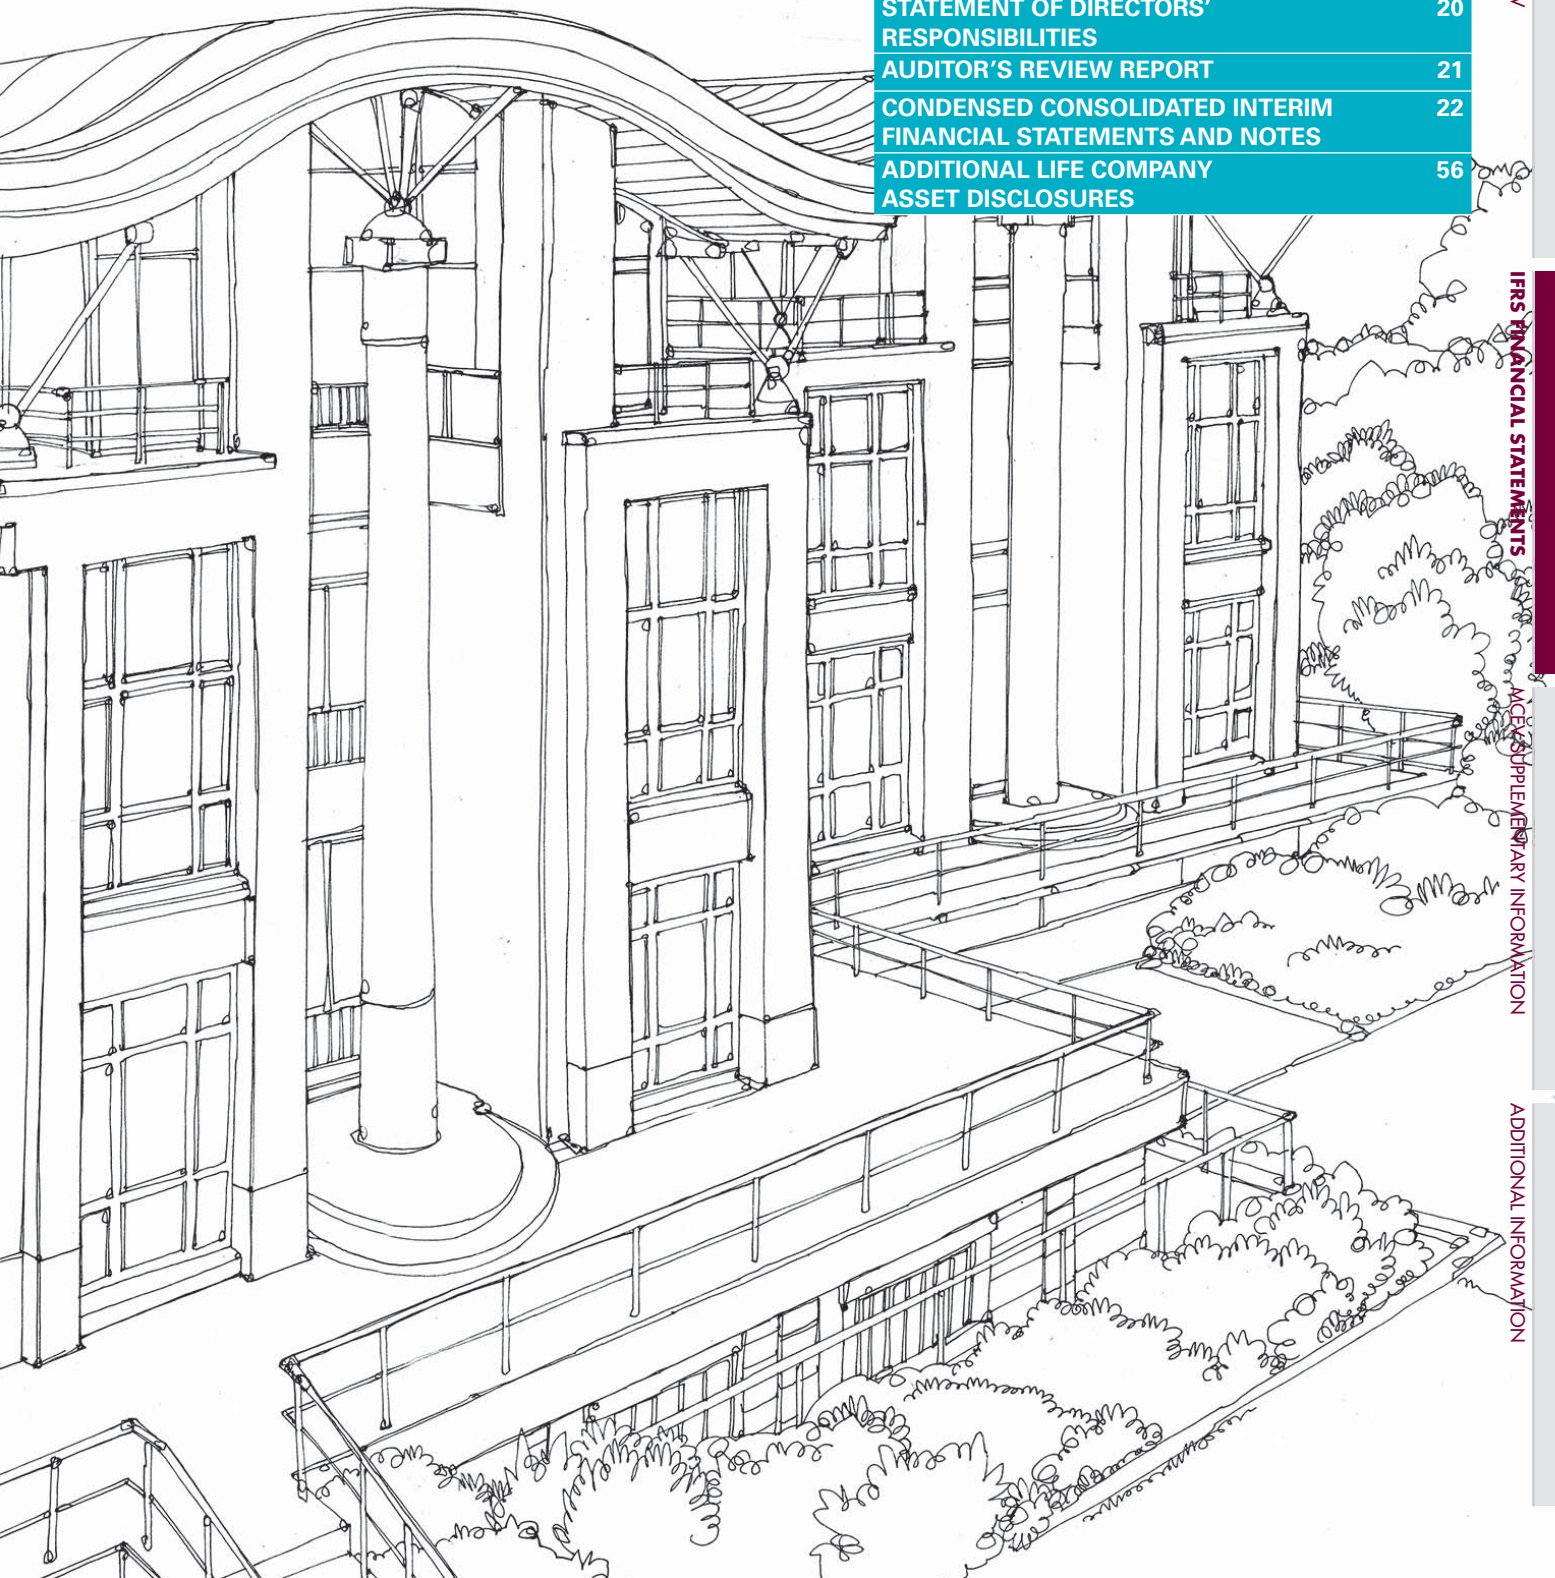 STATEMENT OF DIRECTORS’ 20
RESPONSIBILITIES
AUDITOR’S REVIEW REPORT 21
CONDENSED CONSOLIDATED INTERIM 22
FINANCIAL STATEMENTS AND NOTES
ADDITIONAL LIFE COMPANY 56
ASSET DISCLOSURES
IFRS FINANCIAL STATEMENTS
MCEV SUPPLEMENTARY INFORMATION
ADDITIONAL INFORMATION